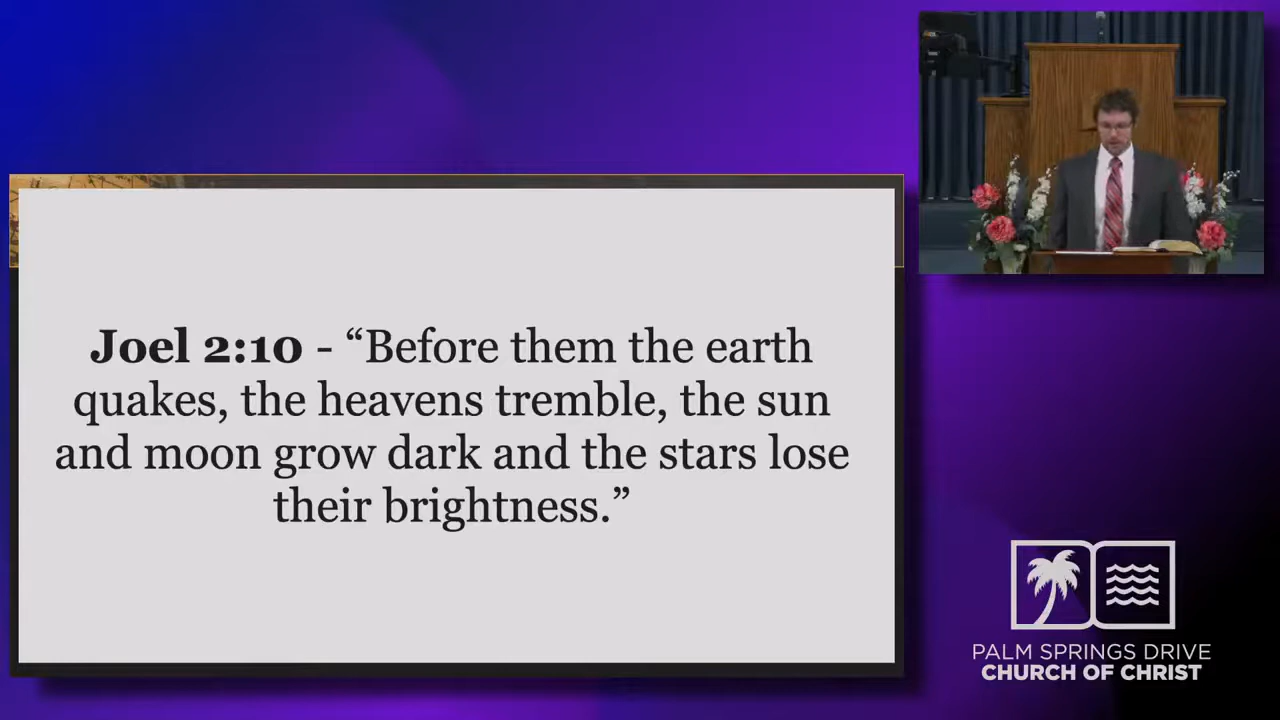 Joel 2:10 - “Before them the earth
quakes, the heavens tremble, the sun
and moon grow dark and the stars lose
their brightness.”
PALM SPRINGS DRIVE
CHURCH OF CHRIST